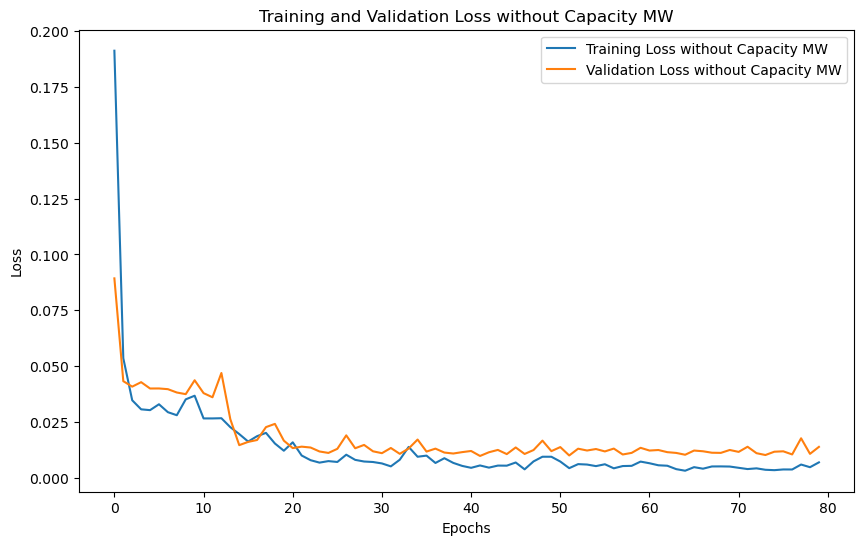 Training and Validation Loss without Capacity MW
Training Loss without Capacity MW
Validation Loss without Capacity MW
Loss
0.200
0.175
0.150
0.125
0.100
0.075
0.050
0.025
0.000
0 10 20 30 40 50 60 70 80
Epochs